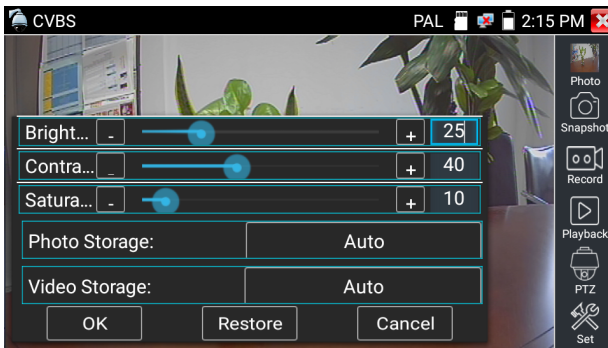 CVBS PAL 2:15 PM
Bright... - + 25
Contra... - + 40
Satura... - + 10
Photo Storage: Auto
Video Storage: Auto
OK Restore Cancel
Photo
Snapshot
Record
Playback
PTZ
Set